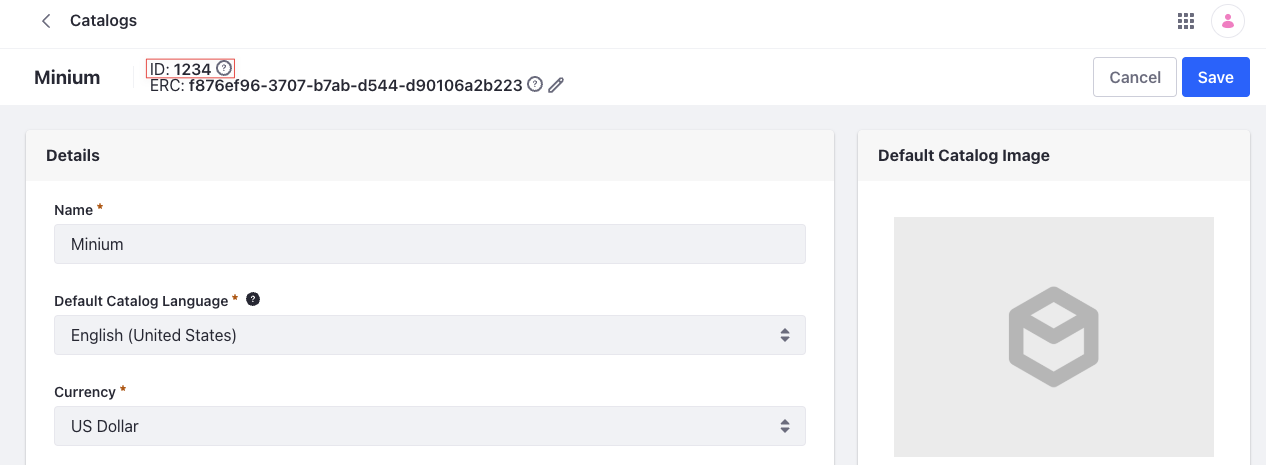 Catalogs
Minium
ID: 1234 ?
ERC: f876ef96-3707-b7ab-d544-d90106a2b223 ?
Cancel
Save
Details
Name *
Minium
Default Catalog Language * ?
English (United States)
Currency *
US Dollar
Default Catalog Image